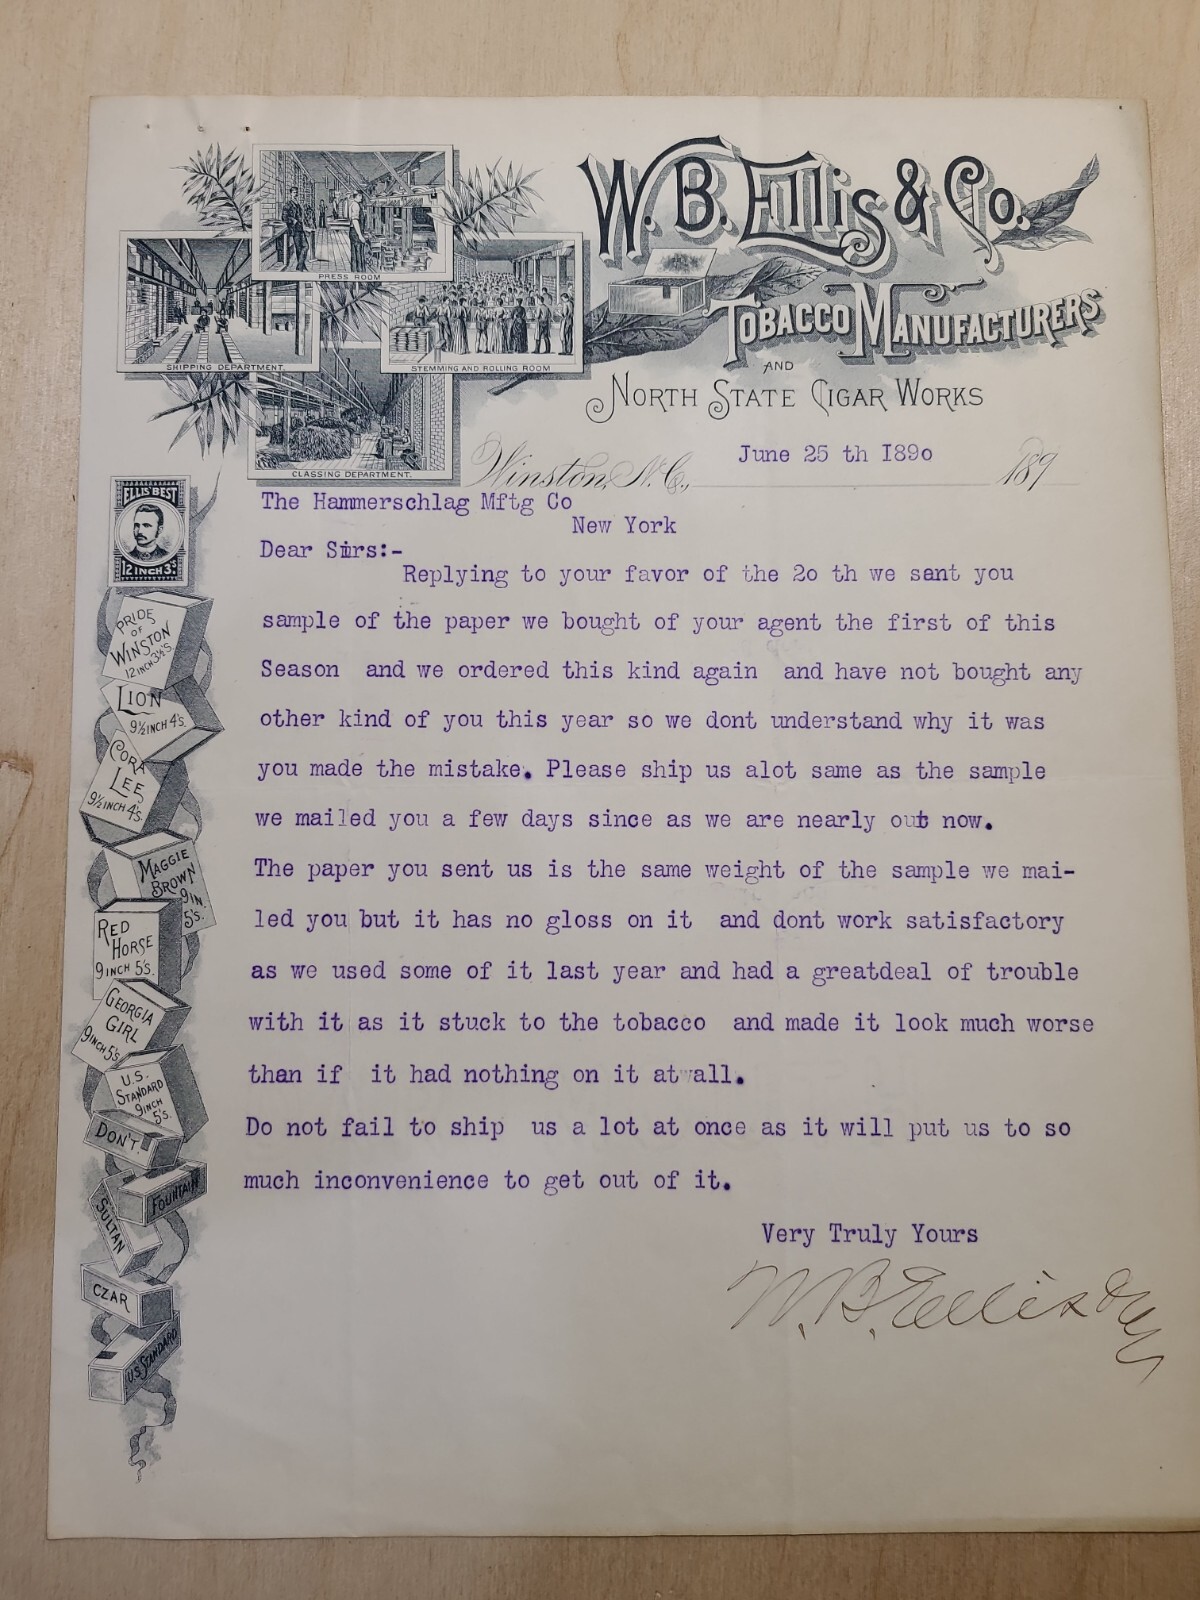 W. B. Ellis & Co.
Tobacco Manufacturers
and
North State Cigar Works
PRESS ROOM
SHIPPING DEPARTMENT.
STEMMING AND ROLLING ROOM
CLASSING DEPARTMENT.
Winston, N.C., 189
June 25 th I89o
The Hammerschlag Mftg Co
New York
Dear Sirs:-
Replying to your favor of the 2o th we sent you
sample of the paper we bought of your agent the first of this
Season and we ordered this kind again and have not bought any
other kind of you this year so we dont understand why it was
you made the mistake. Please ship us alot same as the sample
we mailed you a few days since as we are nearly out now.
The paper you sent us is the same weight of the sample we mai-
led you but it has no gloss on it and dont work satisfactory
as we used some of it last year and had a greatdeal of trouble
with it as it stuck to the tobacco and made it look much worse
than if it had nothing on it at all.
Do not fail to ship us a lot at once as it will put us to so
much inconvenience to get out of it.
Very Truly Yours
W. B. Ellis & Co
ELLIS' BEST
12 INCH 3's
PRIDE
OF
WINSTON
12 INCH 3½'s
LION
9½ INCH 4's.
CORA
LEE
9½ INCH 4's.
MAGGIE
BROWN
9 IN.
5's.
RED
HORSE
9 INCH 5's.
GEORGIA
GIRL
9 INCH 5's.
U.S.
STANDARD
9 INCH
5's.
DON'T.
FOUNTAIN
SULTAN
CZAR
U.S. STANDARD